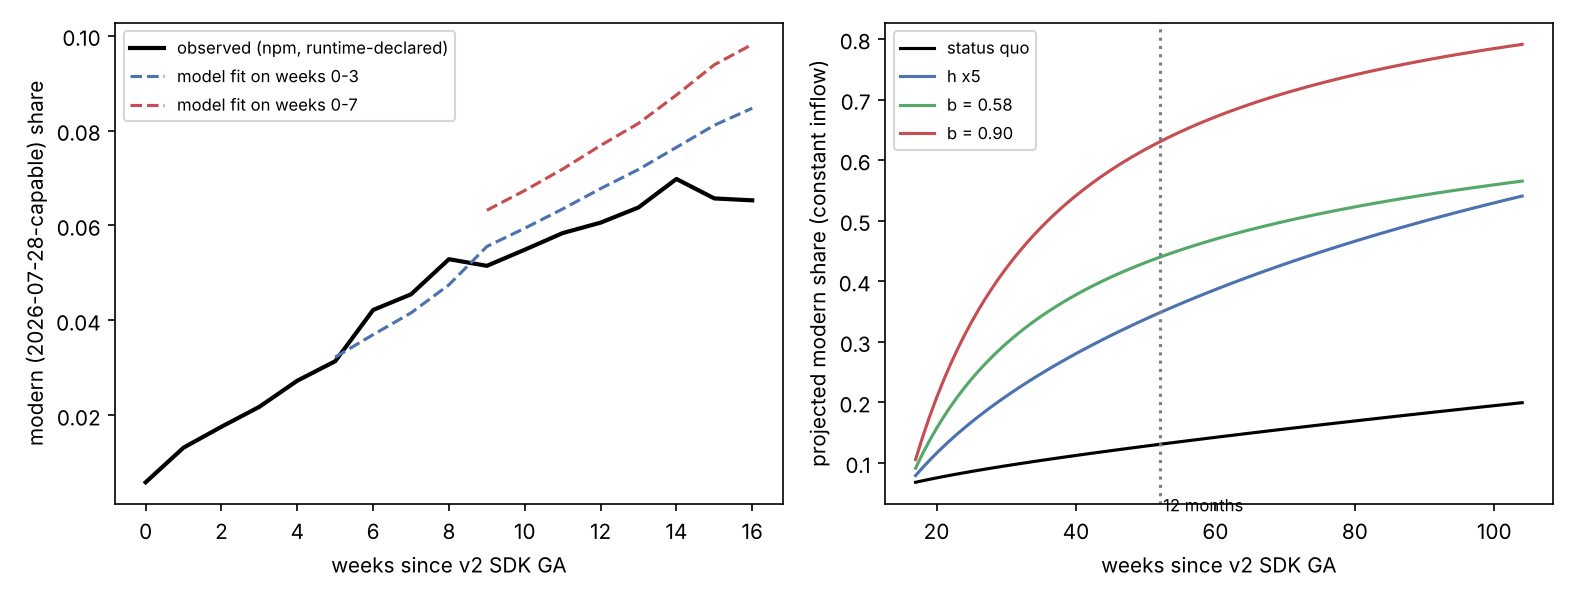 0.10
0.08
0.06
0.04
0.02
modern (2026-07-28-capable) share
observed (npm, runtime-declared)
model fit on weeks 0-3
model fit on weeks 0-7
0 2 4 6 8 10 12 14 16
weeks since v2 SDK GA
0.8
0.7
0.6
0.5
0.4
0.3
0.2
0.1
projected modern share (constant inflow)
status quo
h x5
b = 0.58
b = 0.90
12 months
20 40 60 80 100
weeks since v2 SDK GA